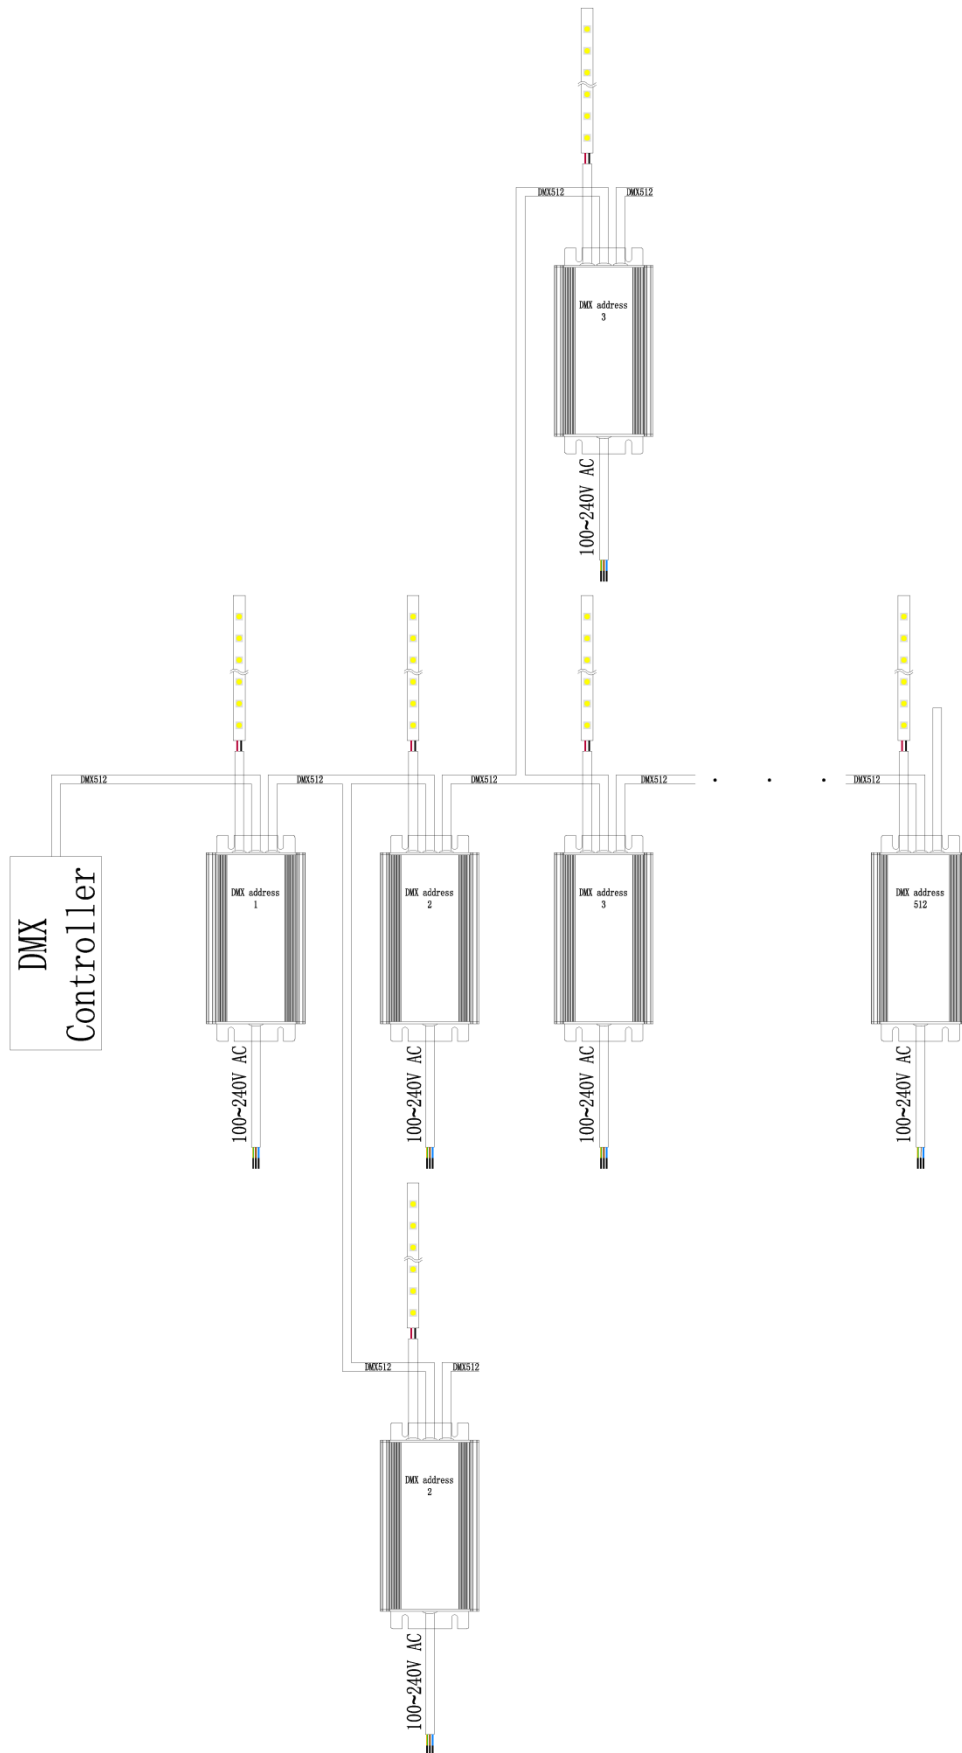 DMX512
DMX512
DMX address
3
100~240V AC
DMX512
DMX512
DMX512
DMX512
DMX512
DMX
Controller
DMX address
1
DMX address
2
DMX address
3
DMX address
512
100~240V AC
100~240V AC
100~240V AC
100~240V AC
DMX512
DMX512
DMX address
2
100~240V AC